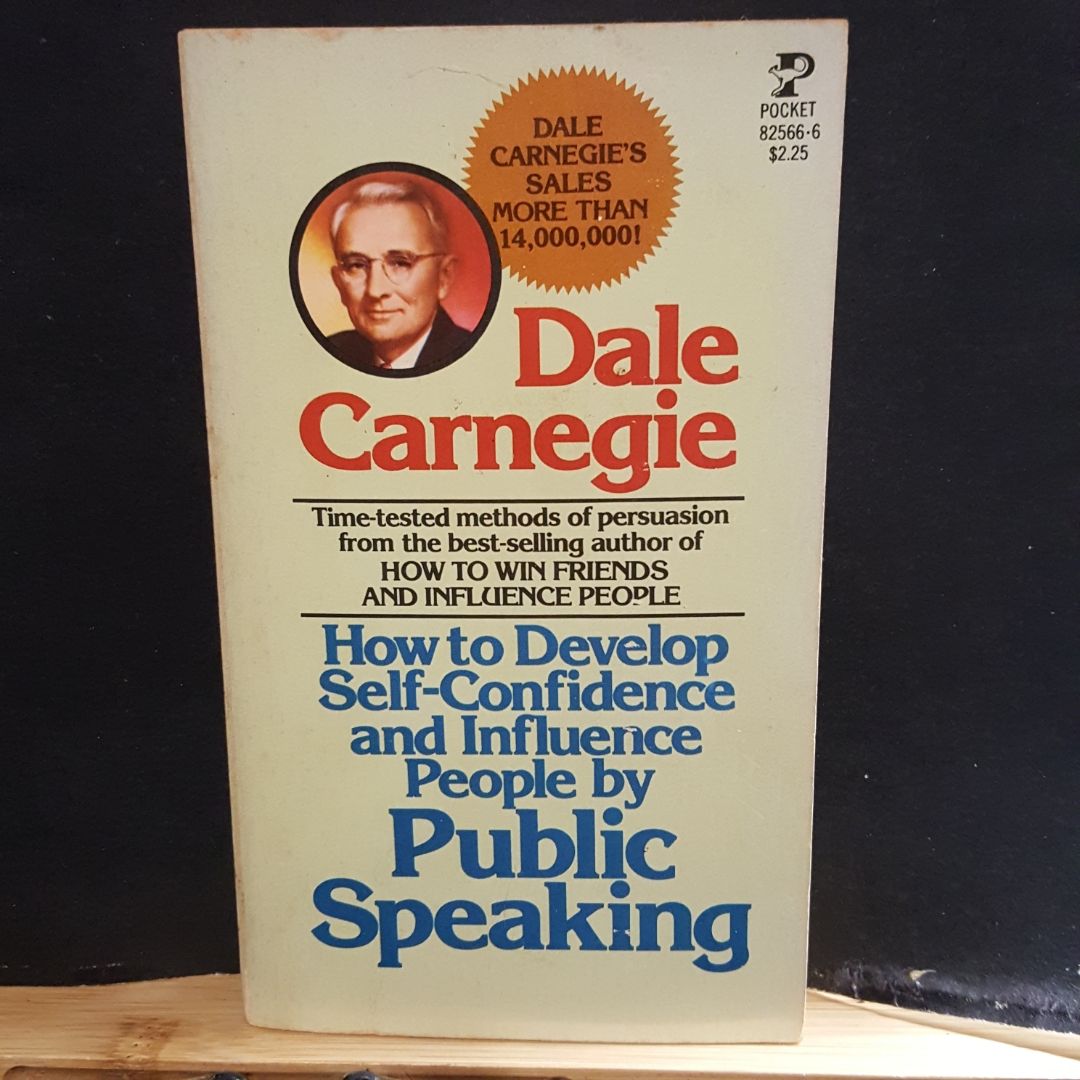 POCKET
82566-6
$2.25
DALE
CARNEGIE'S
SALES
MORE THAN
14,000,000!
Dale
Carnegie
Time-tested methods of persuasion
from the best-selling author of
HOW TO WIN FRIENDS
AND INFLUENCE PEOPLE
How to Develop
Self-Confidence
and Influence
People by
Public
Speaking